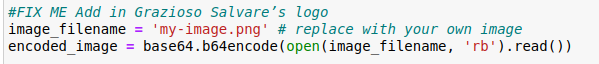 #FIX ME Add in Grazioso Salvare’s logo
image_filename = 'my-image.png' # replace with your own image
encoded_image = base64.b64encode(open(image_filename, 'rb').read())